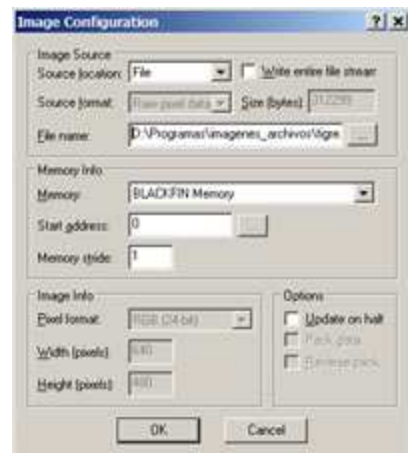 Image Configuration
Image Source
Source location: File Write entire file stream
Source format: Raw pixel data Size (bytes):
File name: D:\Programas\imagenes_archivos\tigre ...
Memory Info
Memory: BLACKFIN Memory
Start address: 0
Memory stride: 1
Image Info
Pixel format: RGB (24-bit)
Width (pixels): 640
Height (pixels): 480
Options
Update on halt
Pack data
Reverse pack
OK Cancel